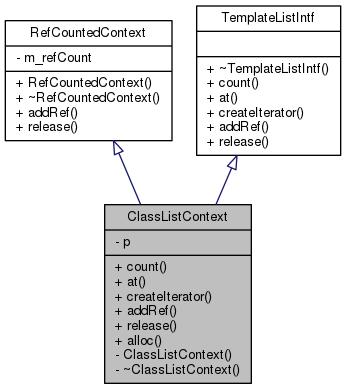 RefCountedContext
- m_refCount
+ RefCountedContext()
+ ~RefCountedContext()
+ addRef()
+ release()
TemplateListIntf
+ ~TemplateListIntf()
+ count()
+ at()
+ createIterator()
+ addRef()
+ release()
ClassListContext
- p
+ count()
+ at()
+ createIterator()
+ addRef()
+ release()
+ alloc()
- ClassListContext()
- ~ClassListContext()